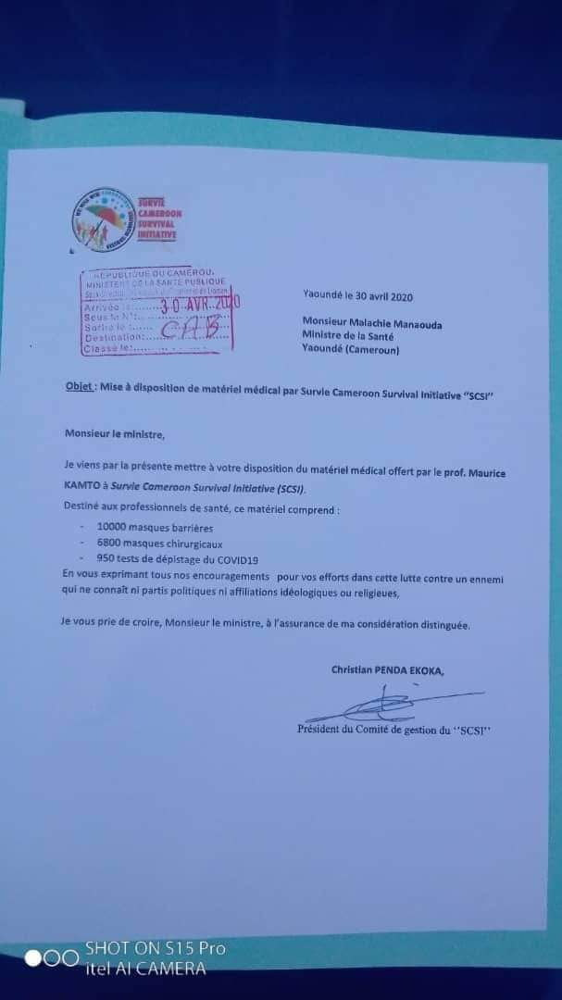 SURVIE
CAMEROON
SURVIVAL
INITIATIVE
REPUBLIQUE DU CAMEROUN
MINISTERE DE LA SANTE PUBLIQUE
Arrivée le: 30 AVR. 2020
Sous le N°:
Sortie le:
Destination: CAB
Classé le:
Yaoundé le 30 avril 2020
Monsieur Malachie Manaouda
Ministre de la Santé
Yaoundé (Cameroun)
Objet : Mise à disposition de matériel médical par Survie Cameroon Survival Initiative ‘‘SCSI’’
Monsieur le ministre,
Je viens par la présente mettre à votre disposition du matériel médical offert par le prof. Maurice
KAMTO à Survie Cameroon Survival Initiative (SCSI).
Destiné aux professionnels de santé, ce matériel comprend :
- 10000 masques barrières
- 6800 masques chirurgicaux
- 950 tests de dépistage du COVID19
En vous exprimant tous nos encouragements pour vos efforts dans cette lutte contre un ennemi
qui ne connaît ni partis politiques ni affiliations idéologiques ou religieues,
Je vous prie de croire, Monsieur le ministre, à l’assurance de ma considération distinguée.
Christian PENDA EKOKA,
Président du Comité de gestion du ‘‘SCSI’’
SHOT ON S15 Pro
itel AI CAMERA